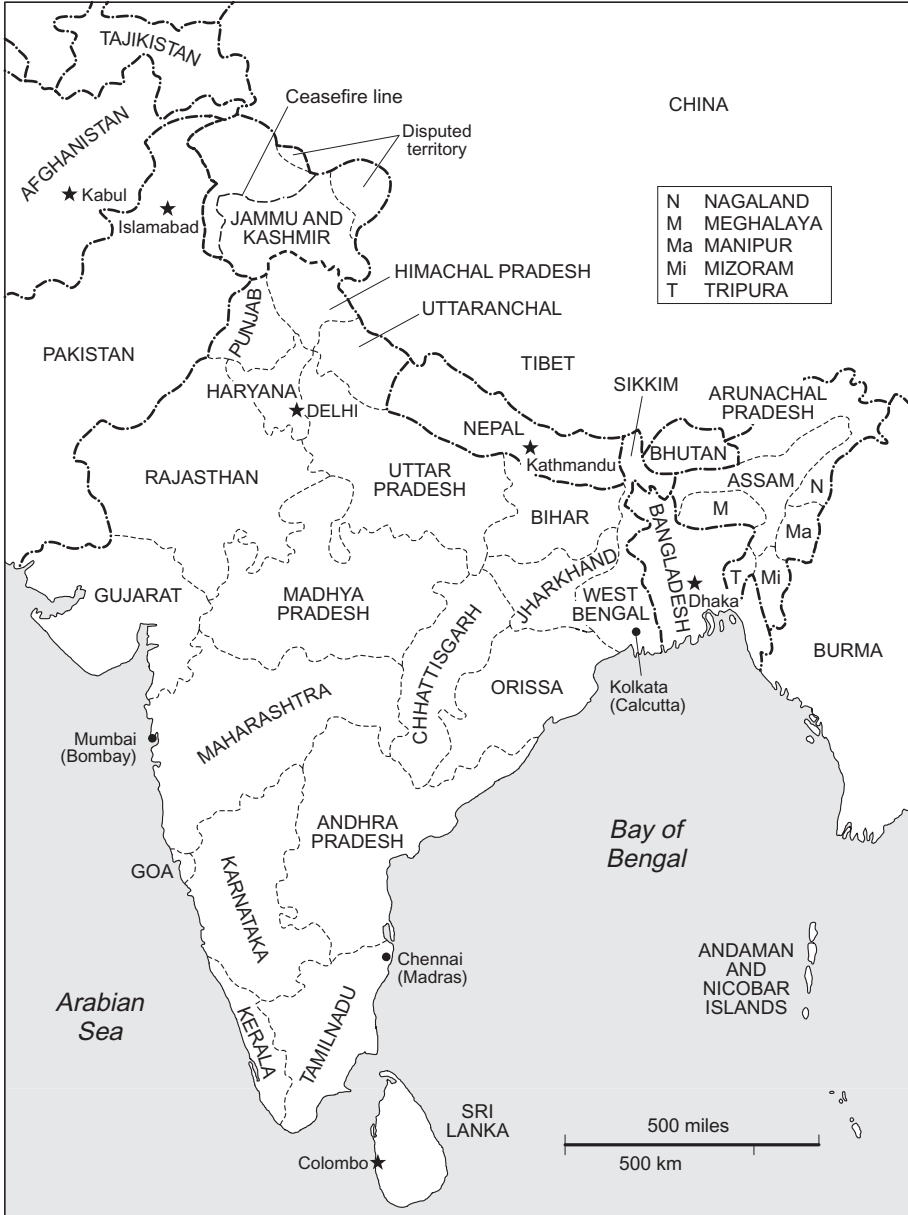 TAJIKISTAN
Ceasefire line
CHINA
Disputed
territory
AFGHANISTAN
Kabul
Islamabad
JAMMU AND
KASHMIR
N NAGALAND
M MEGHALAYA
Ma MANIPUR
Mi MIZORAM
T TRIPURA
HIMACHAL PRADESH
PUNJAB
UTTARANCHAL
PAKISTAN
TIBET
SIKKIM
HARYANA
DELHI
ARUNACHAL
PRADESH
NEPAL
Kathmandu
BHUTAN
RAJASTHAN
UTTAR
PRADESH
ASSAM
N
M
BIHAR
BANGLADESH
Ma
GUJARAT
MADHYA
PRADESH
JHARKHAND
WEST
BENGAL
T
Mi
Dhaka
CHHATTISGARH
BURMA
ORISSA
Kolkata
(Calcutta)
MAHARASHTRA
Mumbai
(Bombay)
ANDHRA
PRADESH
Bay of
Bengal
GOA
KARNATAKA
Chennai
(Madras)
ANDAMAN
AND
NICOBAR
ISLANDS
Arabian
Sea
KERALA
TAMILNADU
SRI
LANKA
500 miles
500 km
Colombo